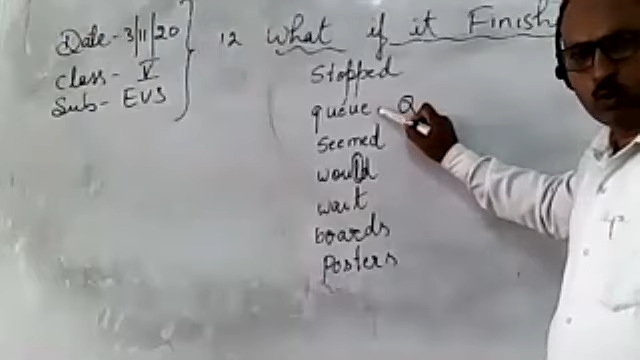 Date - 3/11/20
Class - V
Sub - EVS
12 What if it Finish
Stopped
queue. Q
Seemed
would
wait
boards
Posters